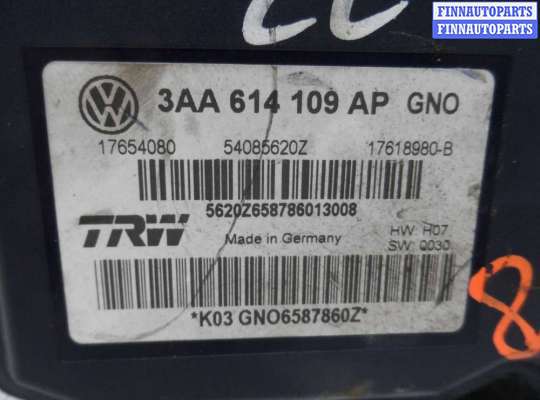 FINNAUTOPARTS
FINNAUTOPARTS
CC
3AA 614 109 AP GNO
17654080 54085620Z 17618980-B
5620Z658786013008
TRW Made in Germany HW: H07
SW: 0030
*K03 GNO6587860Z*
8